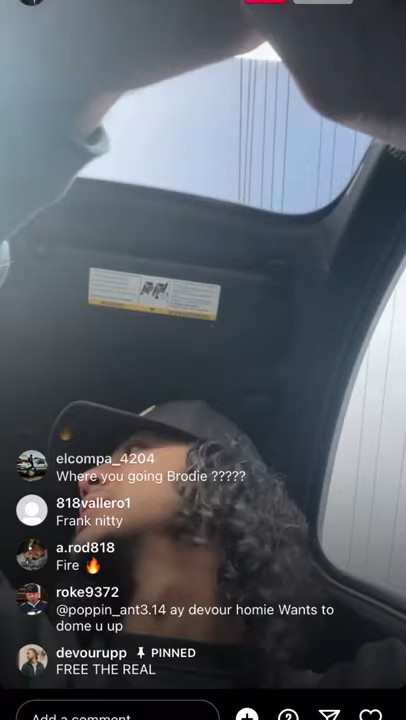 elcompa_4204
Where you going Brodie ?????
818vallero1
Frank nitty
a.rod818
Fire 🔥
roke9372
@poppin_ant3.14 ay devour homie Wants to
dome u up
devourupp PINNED
FREE THE REAL
Add a comment